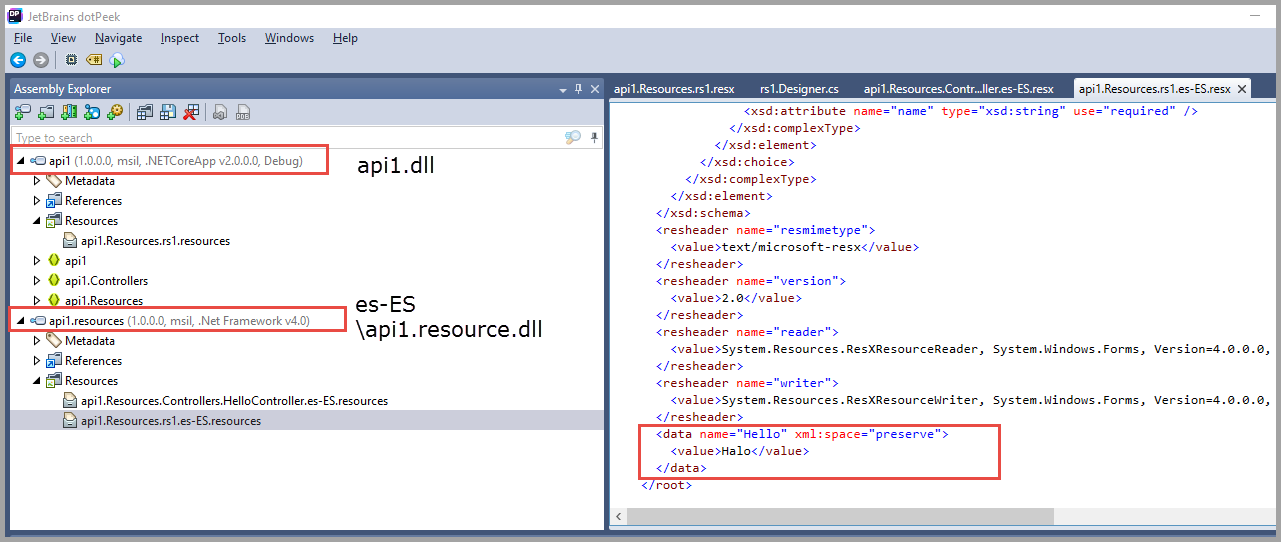 JetBrains dotPeek
File View Navigate Inspect Tools Windows Help
Assembly Explorer
Type to search
api1 (1.0.0.0, msil, .NETCoreApp v2.0.0.0, Debug)
Metadata
References
Resources
api1.Resources.rs1.resources
api1
api1.Controllers
api1.Resources
api1.resources (1.0.0.0, msil, .Net Framework v4.0)
Metadata
References
Resources
api1.Resources.Controllers.HelloController.es-ES.resources
api1.Resources.rs1.es-ES.resources
api1.dll
es-ES
\api1.resource.dll
api1.Resources.rs1.resx rs1.Designer.cs api1.Resources.Contr...ller.es-ES.resx api1.Resources.rs1.es-ES.resx
<xsd:attribute name="name" type="xsd:string" use="required" />
</xsd:complexType>
</xsd:element>
</xsd:choice>
</xsd:complexType>
</xsd:element>
</xsd:schema>
<resheader name="resmimetype">
<value>text/microsoft-resx</value>
</resheader>
<resheader name="version">
<value>2.0</value>
</resheader>
<resheader name="reader">
<value>System.Resources.ResXResourceReader, System.Windows.Forms, Version=4.0.0.0,
</resheader>
<resheader name="writer">
<value>System.Resources.ResXResourceWriter, System.Windows.Forms, Version=4.0.0.0,
</resheader>
<data name="Hello" xml:space="preserve">
<value>Halo</value>
</data>
</root>